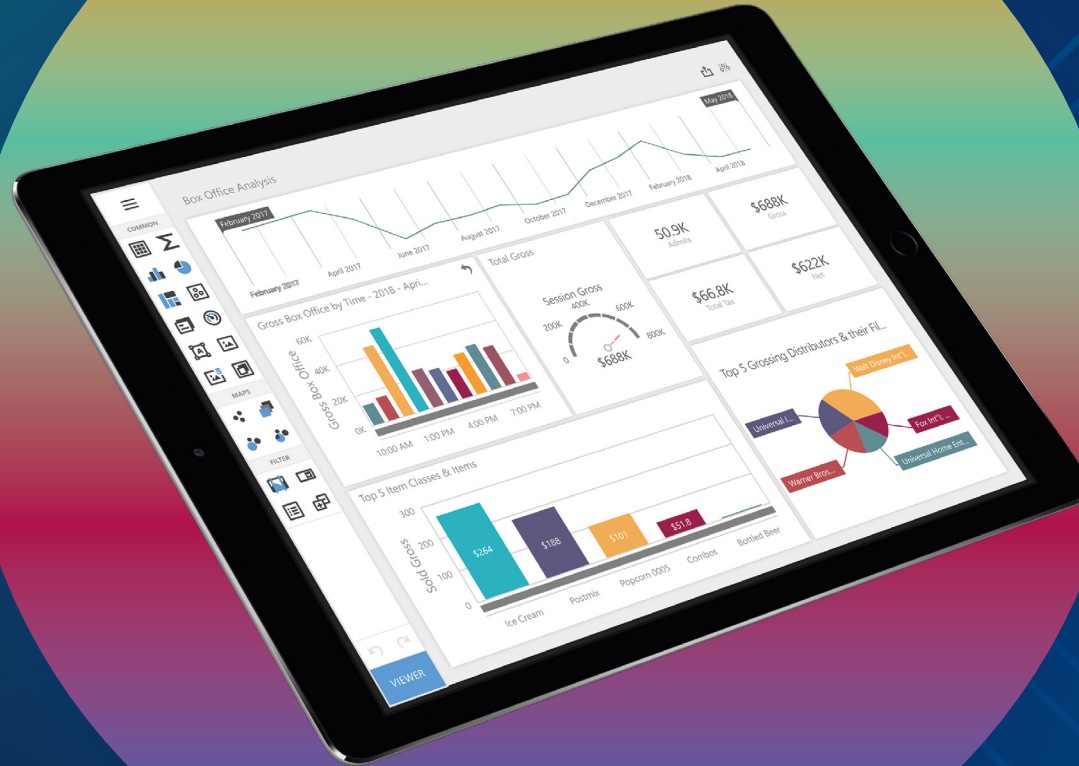 Box Office Analysis
COMMON
MAPS
FILTER
VIEWER
February 2017
May 2018
February 2017
April 2017
June 2017
August 2017
October 2017
December 2017
February 2018
April 2018
Gross Box Office by Time - 2018 - Apri...
Gross Box Office
60K
40K
20K
0K
10:00 AM
1:00 PM
4:00 PM
7:00 PM
Total Gross
Session Gross
0
200K
400K
600K
800K
$688K
50.9K
Admits
$688K
Gross
$66.8K
Total Tax
$622K
Net
Top 5 Item Classes & Items
Sold Gross
300
200
100
0
$264
$188
$101
$51.8
Ice Cream
Postmix
Popcorn 0005
Combos
Bottled Beer
Top 5 Grossing Distributors & their Fil...
Walt Disney Int'l...
Universal I...
Fox Int'l: ...
Universal Home Ent...
Warner Bros...